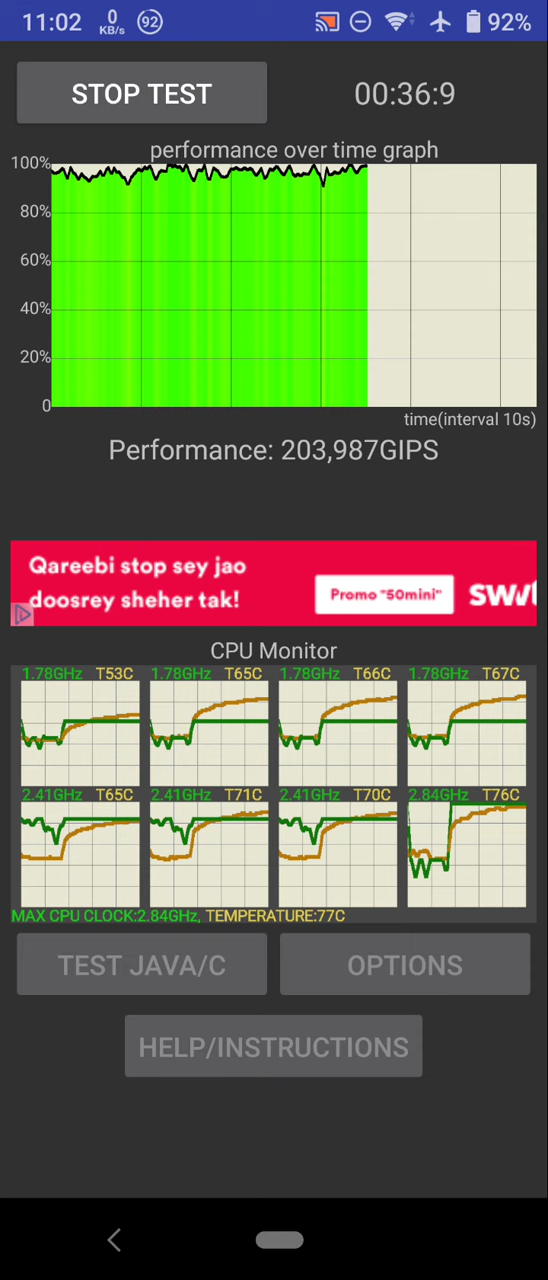 11:02 0 KB/s 92 92%
STOP TEST 00:36:9
performance over time graph
100%
80%
60%
40%
20%
0
time(interval 10s)
Performance: 203,987GIPS
Qareebi stop sey jao
doosrey sheher tak!
Promo "50mini"
CPU Monitor
1.78GHz T53C 1.78GHz T65C 1.78GHz T66C 1.78GHz T67C
2.41GHz T65C 2.41GHz T71C 2.41GHz T70C 2.84GHz T76C
MAX CPU CLOCK:2.84GHz, TEMPERATURE:77C
TEST JAVA/C OPTIONS
HELP/INSTRUCTIONS